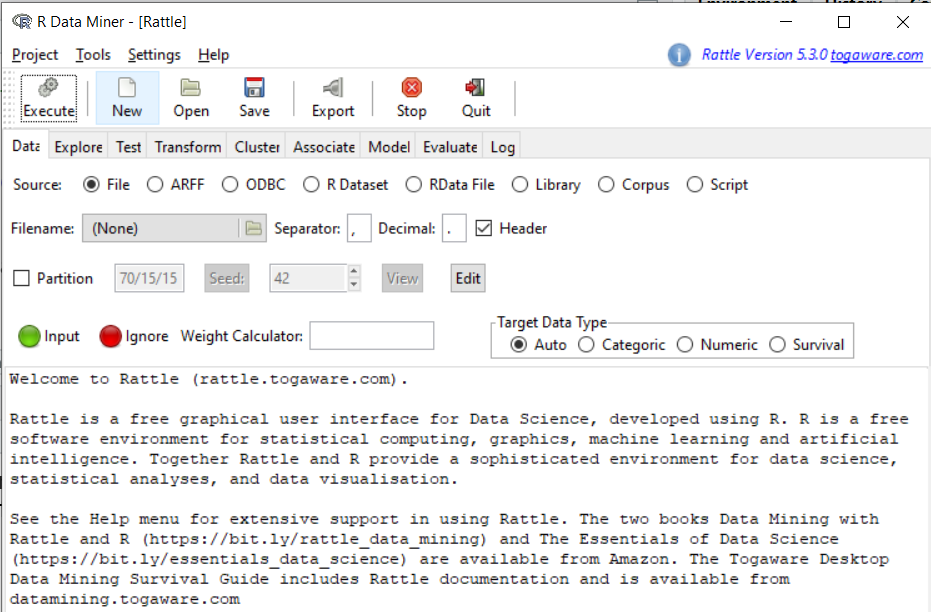 Environment History Co
R Data Miner - [Rattle]
Project Tools Settings Help Rattle Version 5.3.0 togaware.com
Execute New Open Save Export Stop Quit
Data Explore Test Transform Cluster Associate Model Evaluate Log
Source: File ARFF ODBC R Dataset RData File Library Corpus Script
Filename: (None) Separator: , Decimal: . Header
Partition 70/15/15 Seed: 42 View Edit
Target Data Type
Input Ignore Weight Calculator: Auto Categoric Numeric Survival
Welcome to Rattle (rattle.togaware.com).
Rattle is a free graphical user interface for Data Science, developed using R. R is a free
software environment for statistical computing, graphics, machine learning and artificial
intelligence. Together Rattle and R provide a sophisticated environment for data science,
statistical analyses, and data visualisation.
See the Help menu for extensive support in using Rattle. The two books Data Mining with
Rattle and R (https://bit.ly/rattle_data_mining) and The Essentials of Data Science
(https://bit.ly/essentials_data_science) are available from Amazon. The Togaware Desktop
Data Mining Survival Guide includes Rattle documentation and is available from
datamining.togaware.com